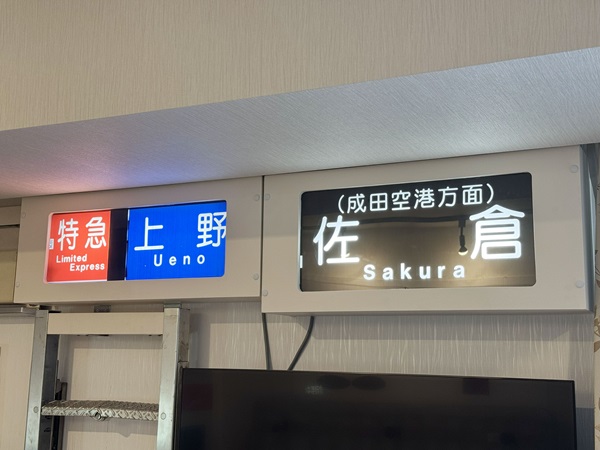 特急
Limited
Express
上野
Ueno
(成田空港方面)
佐倉
Sakura